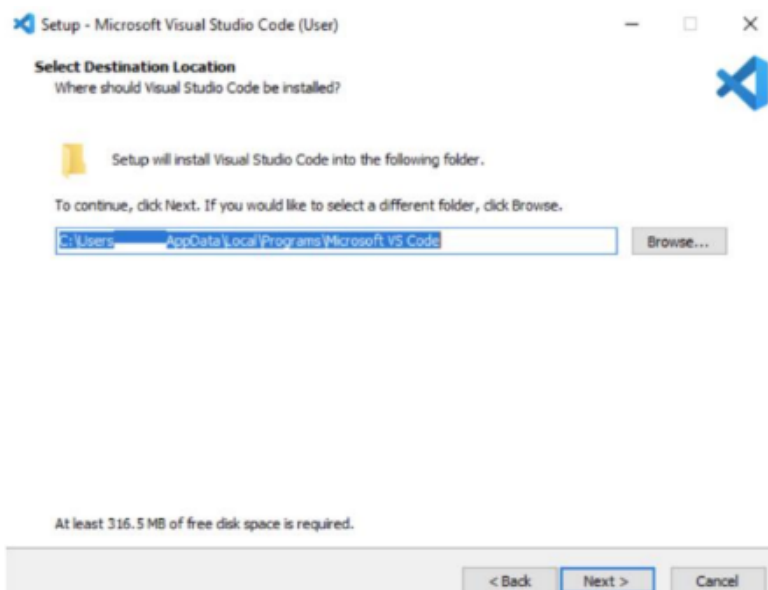 Setup - Microsoft Visual Studio Code (User)
Select Destination Location
Where should Visual Studio Code be installed?
Setup will install Visual Studio Code into the following folder.
To continue, click Next. If you would like to select a different folder, click Browse.
C:\Users AppData\Local\Programs\Microsoft VS Code
Browse...
At least 316.5 MB of free disk space is required.
< Back Next > Cancel